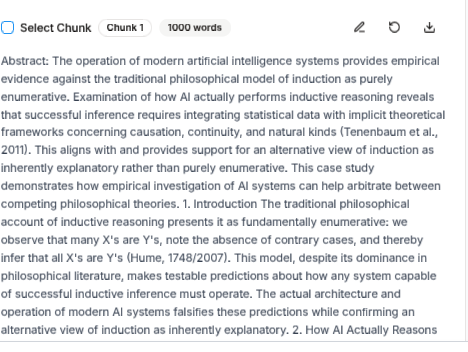 Select Chunk Chunk 1 1000 words
Abstract: The operation of modern artificial intelligence systems provides empirical
evidence against the traditional philosophical model of induction as purely
enumerative. Examination of how AI actually performs inductive reasoning reveals
that successful inference requires integrating statistical data with implicit theoretical
frameworks concerning causation, continuity, and natural kinds (Tenenbaum et al.,
2011). This aligns with and provides support for an alternative view of induction as
inherently explanatory rather than purely enumerative. This case study
demonstrates how empirical investigation of AI systems can help arbitrate between
competing philosophical theories. 1. Introduction The traditional philosophical
account of inductive reasoning presents it as fundamentally enumerative: we
observe that many X's are Y's, note the absence of contrary cases, and thereby
infer that all X's are Y's (Hume, 1748/2007). This model, despite its dominance in
philosophical literature, makes testable predictions about how any system capable
of successful inductive inference must operate. The actual architecture and
operation of modern AI systems falsifies these predictions while confirming an
alternative view of induction as inherently explanatory. 2. How AI Actually Reasons